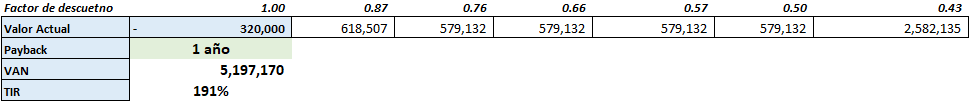 Factor de descuetno 1.00 0.87 0.76 0.66 0.57 0.50 0.43
Valor Actual - 320,000 618,507 579,132 579,132 579,132 579,132 2,582,135
Payback 1 año
VAN 5,197,170
TIR 191%